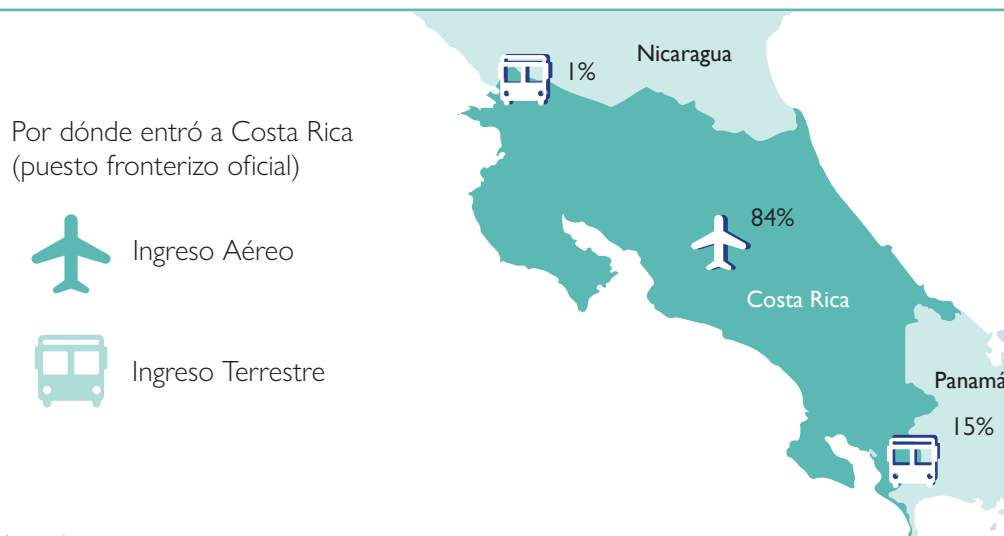 Nicaragua
1%
Por dónde entró a Costa Rica
(puesto fronterizo oficial)
84%
Ingreso Aéreo
Costa Rica
Ingreso Terrestre
Panamá
15%